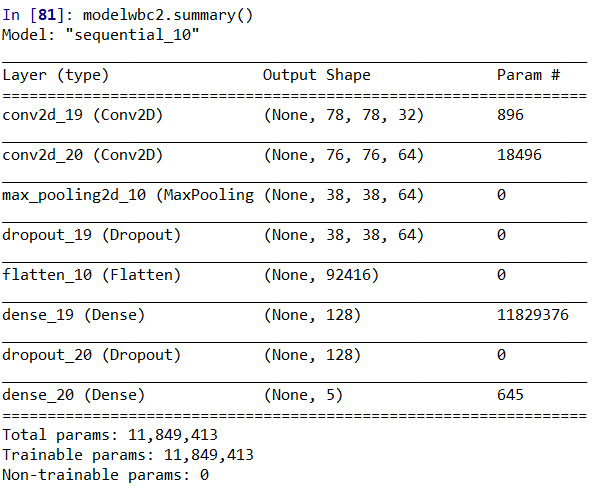 In [81]: modelwbc2.summary()
Model: "sequential_10"
_________________________________________________________________
Layer (type)                 Output Shape              Param #
=================================================================
conv2d_19 (Conv2D)           (None, 78, 78, 32)        896
_________________________________________________________________
conv2d_20 (Conv2D)           (None, 76, 76, 64)        18496
_________________________________________________________________
max_pooling2d_10 (MaxPooling (None, 38, 38, 64)        0
_________________________________________________________________
dropout_19 (Dropout)         (None, 38, 38, 64)        0
_________________________________________________________________
flatten_10 (Flatten)         (None, 92416)             0
_________________________________________________________________
dense_19 (Dense)             (None, 128)               11829376
_________________________________________________________________
dropout_20 (Dropout)         (None, 128)               0
_________________________________________________________________
dense_20 (Dense)             (None, 5)                 645
=================================================================
Total params: 11,849,413
Trainable params: 11,849,413
Non-trainable params: 0